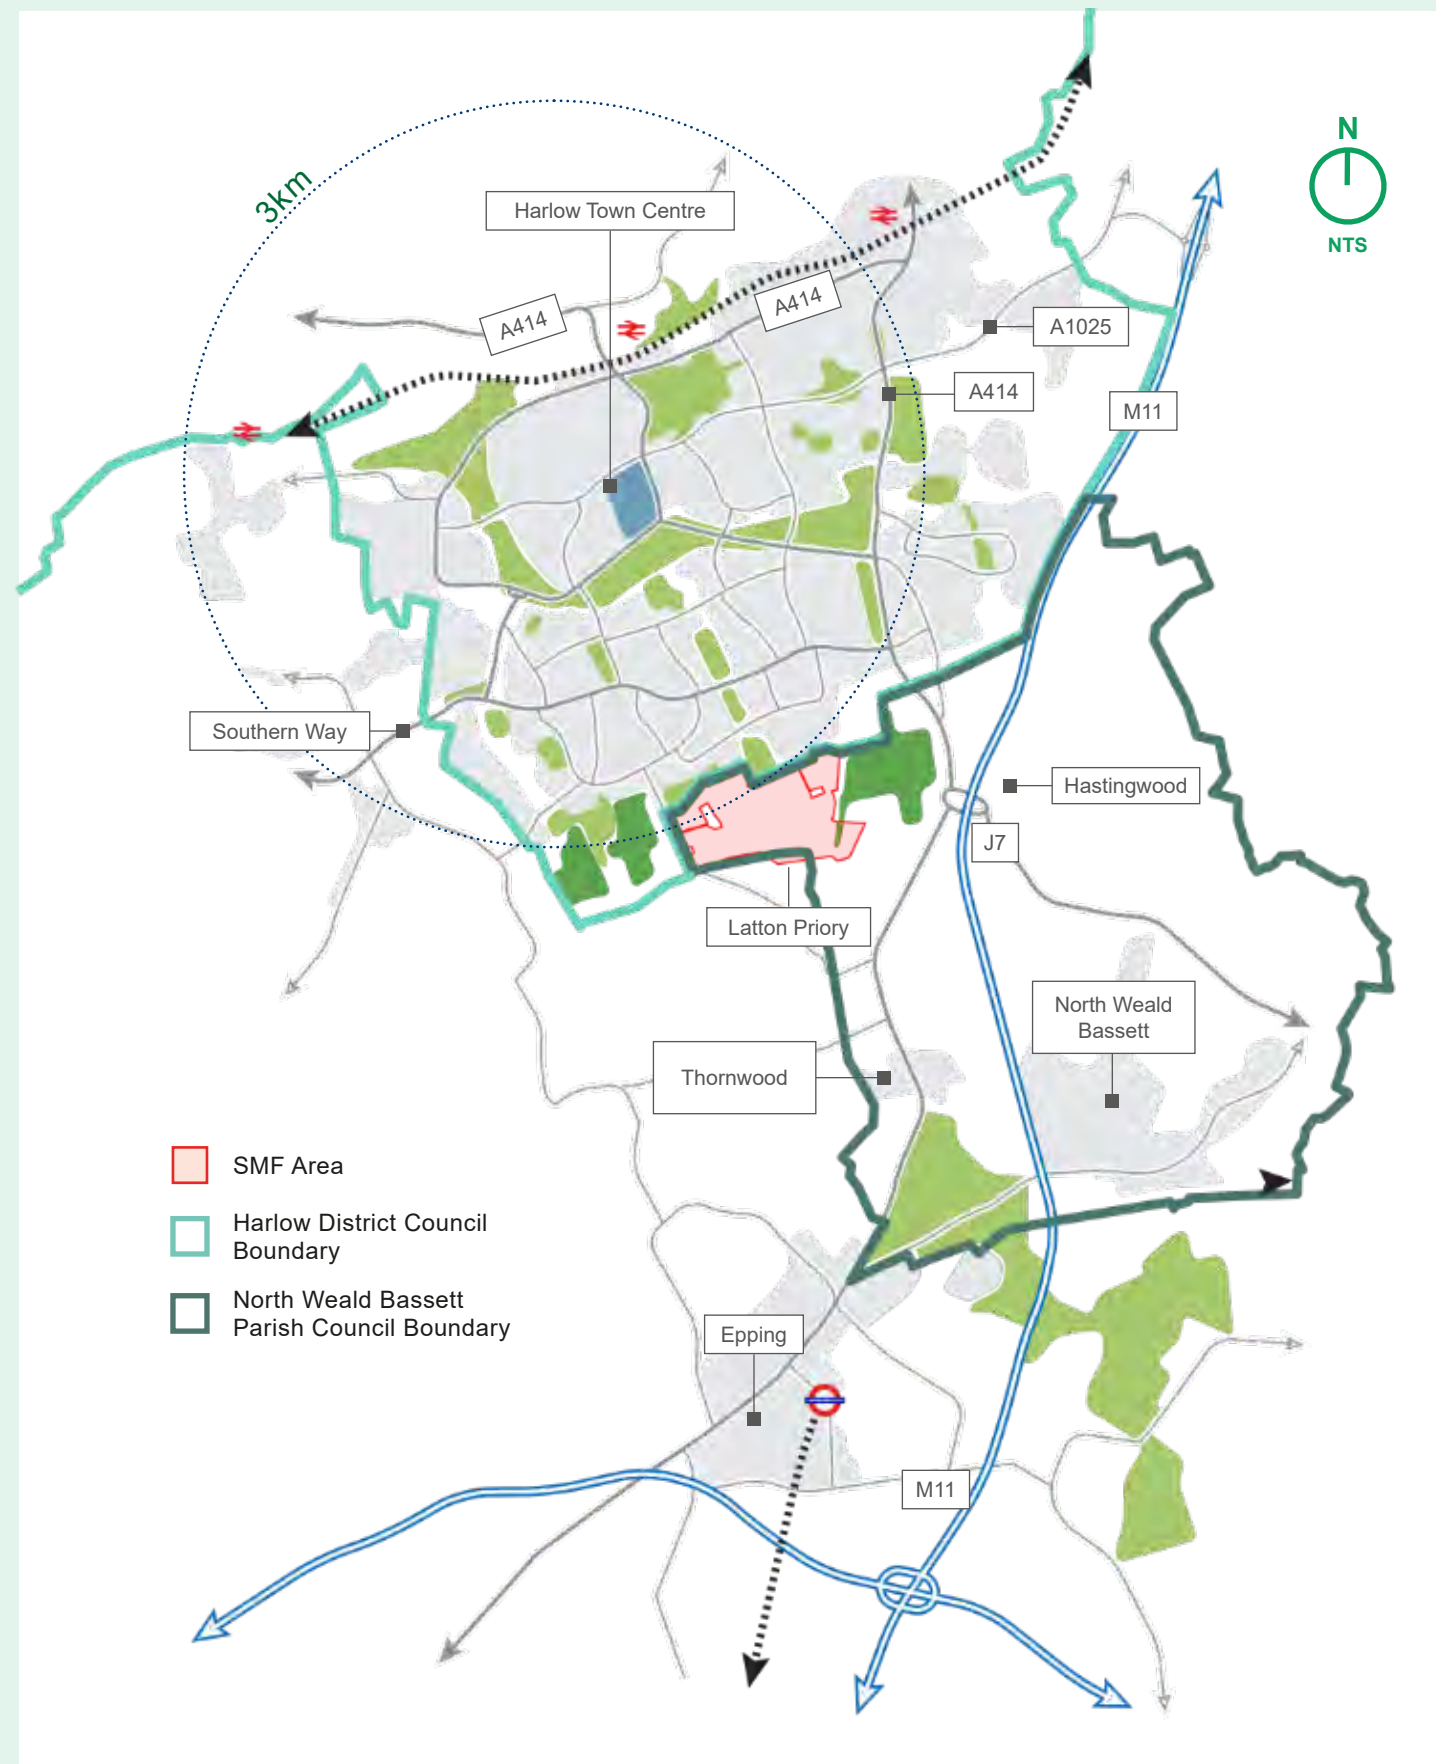 N
NTS
3km
Harlow Town Centre
A414
A414
A1025
A414
M11
Southern Way
Hastingwood
J7
Latton Priory
North Weald
Bassett
Thornwood
SMF Area
Harlow District Council
Boundary
North Weald Bassett
Parish Council Boundary
Epping
M11